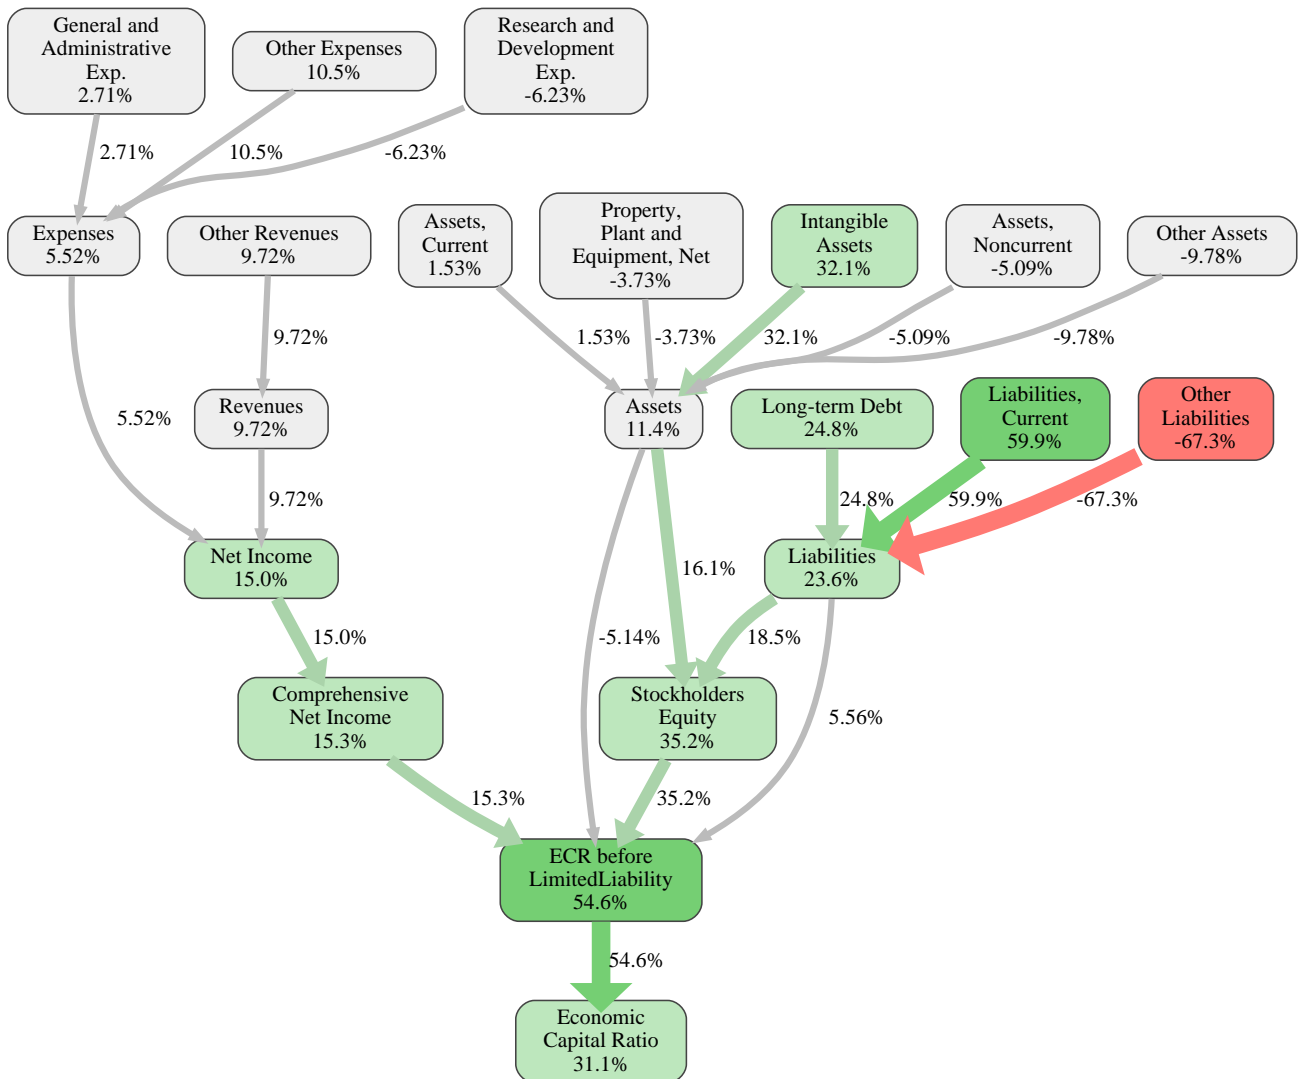 General and
Administrative
Exp.
2.71%
Other Expenses
10.5%
Research and
Development
Exp.
-6.23%
2.71%
10.5%
-6.23%
Expenses
5.52%
Other Revenues
9.72%
Assets,
Current
1.53%
Property,
Plant and
Equipment, Net
-3.73%
Intangible
Assets
32.1%
Assets,
Noncurrent
-5.09%
Other Assets
-9.78%
9.72%
1.53%
-3.73%
32.1%
-5.09%
-9.78%
5.52%
Revenues
9.72%
Assets
11.4%
Long-term Debt
24.8%
Liabilities,
Current
59.9%
Other
Liabilities
-67.3%
9.72%
24.8%
59.9%
-67.3%
Net Income
15.0%
16.1%
Liabilities
23.6%
15.0%
-5.14%
18.5%
Comprehensive
Net Income
15.3%
Stockholders
Equity
35.2%
5.56%
15.3%
35.2%
ECR before
LimitedLiability
54.6%
54.6%
Economic
Capital Ratio
31.1%